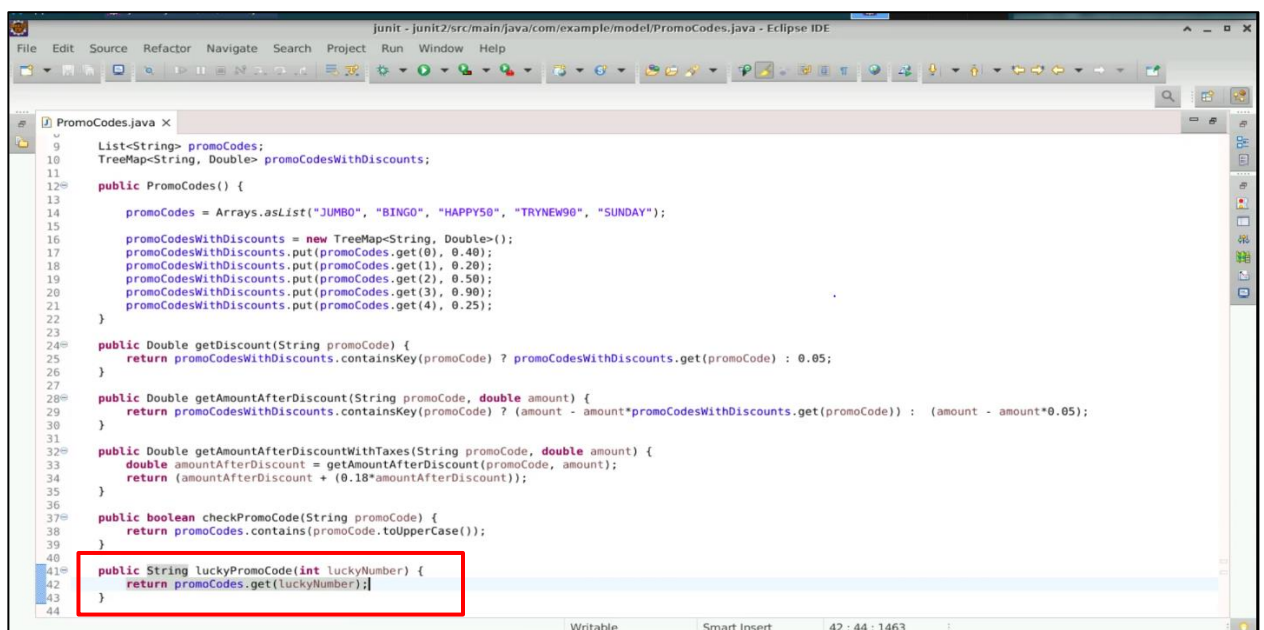 junit - junit2/src/main/java/com/example/model/PromoCodes.java - Eclipse IDE
File Edit Source Refactor Navigate Search Project Run Window Help
PromoCodes.java
9 List<String> promoCodes;
10 TreeMap<String, Double> promoCodesWithDiscounts;
11
12 public PromoCodes() {
13
14 promoCodes = Arrays.asList("JUMBO", "BINGO", "HAPPY50", "TRYNEW90", "SUNDAY");
15
16 promoCodesWithDiscounts = new TreeMap<String, Double>();
17 promoCodesWithDiscounts.put(promoCodes.get(0), 0.40);
18 promoCodesWithDiscounts.put(promoCodes.get(1), 0.20);
19 promoCodesWithDiscounts.put(promoCodes.get(2), 0.50);
20 promoCodesWithDiscounts.put(promoCodes.get(3), 0.90);
21 promoCodesWithDiscounts.put(promoCodes.get(4), 0.25);
22 }
23
24 public Double getDiscount(String promoCode) {
25 return promoCodesWithDiscounts.containsKey(promoCode) ? promoCodesWithDiscounts.get(promoCode) : 0.05;
26 }
27
28 public Double getAmountAfterDiscount(String promoCode, double amount) {
29 return promoCodesWithDiscounts.containsKey(promoCode) ? (amount - amount*promoCodesWithDiscounts.get(promoCode)) : (amount - amount*0.05);
30 }
31
32 public Double getAmountAfterDiscountWithTaxes(String promoCode, double amount) {
33 double amountAfterDiscount = getAmountAfterDiscount(promoCode, amount);
34 return (amountAfterDiscount + (0.18*amountAfterDiscount));
35 }
36
37 public boolean checkPromoCode(String promoCode) {
38 return promoCodes.contains(promoCode.toUpperCase());
39 }
40
41 public String luckyPromoCode(int luckyNumber) {
42 return promoCodes.get(luckyNumber);
43 }
44
Writable Smart Insert 42 : 44 : 1463